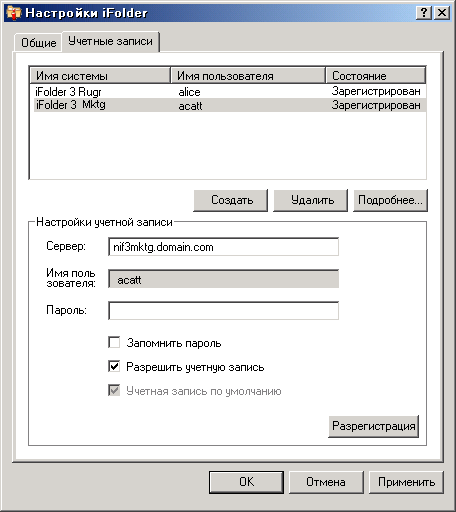 Настройки iFolder
Общие Учетные записи
Имя системы Имя пользователя Состояние
iFolder 3 Rugr alice Зарегистрирован
iFolder 3 Mktg acatt Зарегистрирован
Создать Удалить Подробнее...
Настройки учетной записи
Сервер: nif3mktg.domain.com
Имя поль
зователя: acatt
Пароль:
Запомнить пароль
Разрешить учетную запись
Учетная запись по умолчанию
Разрегистрация
OK Отмена Применить